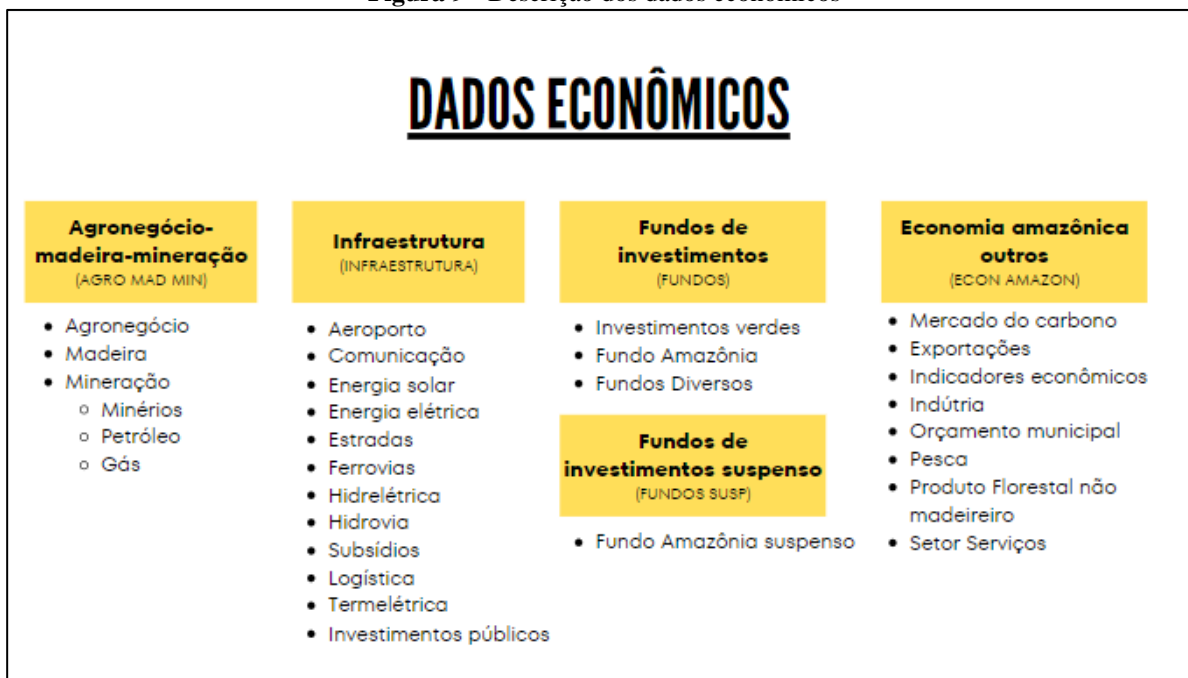 DADOS ECONÔMICOS
Agronegócio-
madeira-mineração
(AGRO MAD MIN)
• Agronegócio
• Madeira
• Mineração
○ Minérios
○ Petróleo
○ Gás
Infraestrutura
(INFRAESTRUTURA)
• Aeroporto
• Comunicação
• Energia solar
• Energia elétrica
• Estradas
• Ferrovias
• Hidrelétrica
• Hidrovia
• Subsídios
• Logística
• Termelétrica
• Investimentos públicos
Fundos de
investimentos
(FUNDOS)
• Investimentos verdes
• Fundo Amazônia
• Fundos Diversos
Fundos de
investimentos suspenso
(FUNDOS SUSP)
• Fundo Amazônia suspenso
Economia amazônica
outros
(ECON AMAZON)
• Mercado do carbono
• Exportações
• Indicadores econômicos
• Indútria
• Orçamento municipal
• Pesca
• Produto Florestal não
madeireiro
• Setor Serviços